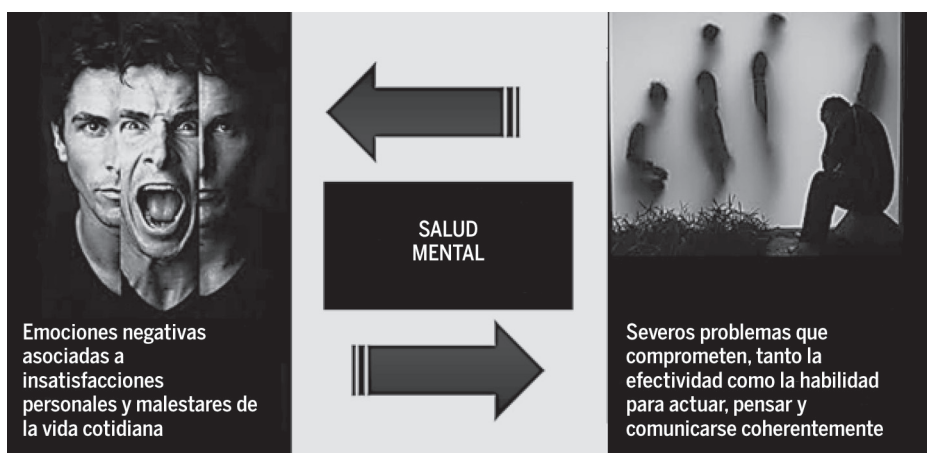 Emociones negativas
asociadas a
insatisfacciones
personales y malestares de
la vida cotidiana
SALUD
MENTAL
Severos problemas que
comprometen, tanto la
efectividad como la habilidad
para actuar, pensar y
comunicarse coherentemente